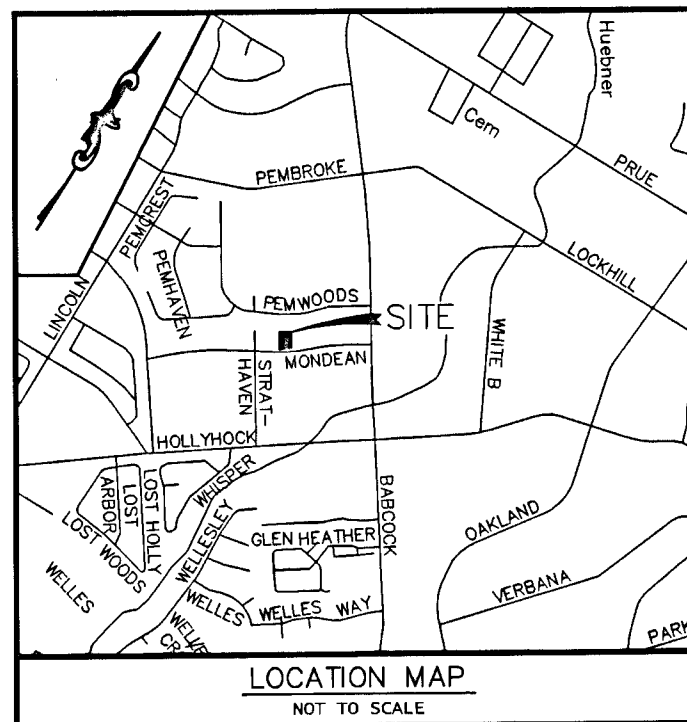 Huebner
Cem
PRUE
PEMBROKE
PEMCREST
LOCKHILL
PEMHAVEN
LINCOLN
PEMWOODS
SITE
WHITE B
MONDEAN
STRAT-
HAVEN
HOLLYHOCK
WHISPER
LOST HOLLY
LOST
ARBOR
LOST WOODS
BABCOCK
WELLESLEY
GLEN HEATHER
OAKLAND
WELLES
VERBANA
WELLES
WELLES WAY
PARK
LOCATION MAP
NOT TO SCALE